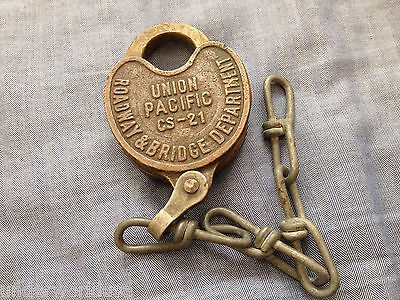 UNION
PACIFIC
CS-21
ROADWAY & BRIDGE DEPARTMENT